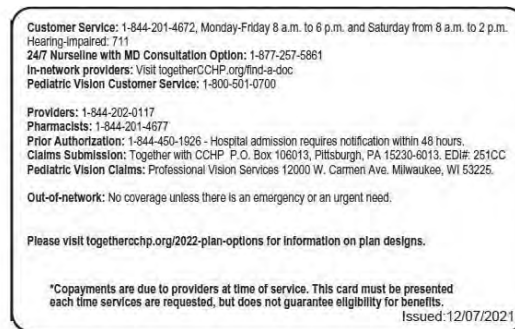 Customer Service: 1-844-201-4672, Monday-Friday 8 a.m. to 6 p.m. and Saturday from 8 a.m. to 2 p.m.
Hearing-impaired: 711
24/7 Nurseline with MD Consultation Option: 1-877-257-5861
In-network providers: Visit togetherCCHP.org/find-a-doc
Pediatric Vision Customer Service: 1-800-501-0700
Providers: 1-844-202-0117
Pharmacists: 1-844-201-4677
Prior Authorization: 1-844-450-1926 - Hospital admission requires notification within 48 hours.
Claims Submission: Together with CCHP P.O. Box 106013, Pittsburgh, PA 15230-6013. EDI#: 251CC
Pediatric Vision Claims: Professional Vision Services 12000 W. Carmen Ave. Milwaukee, WI 53225.
Out-of-network: No coverage unless there is an emergency or an urgent need.
Please visit togethercchp.org/2022-plan-options for information on plan designs.
*Copayments are due to providers at time of service. This card must be presented
each time services are requested, but does not guarantee eligibility for benefits.
Issued:12/07/2021